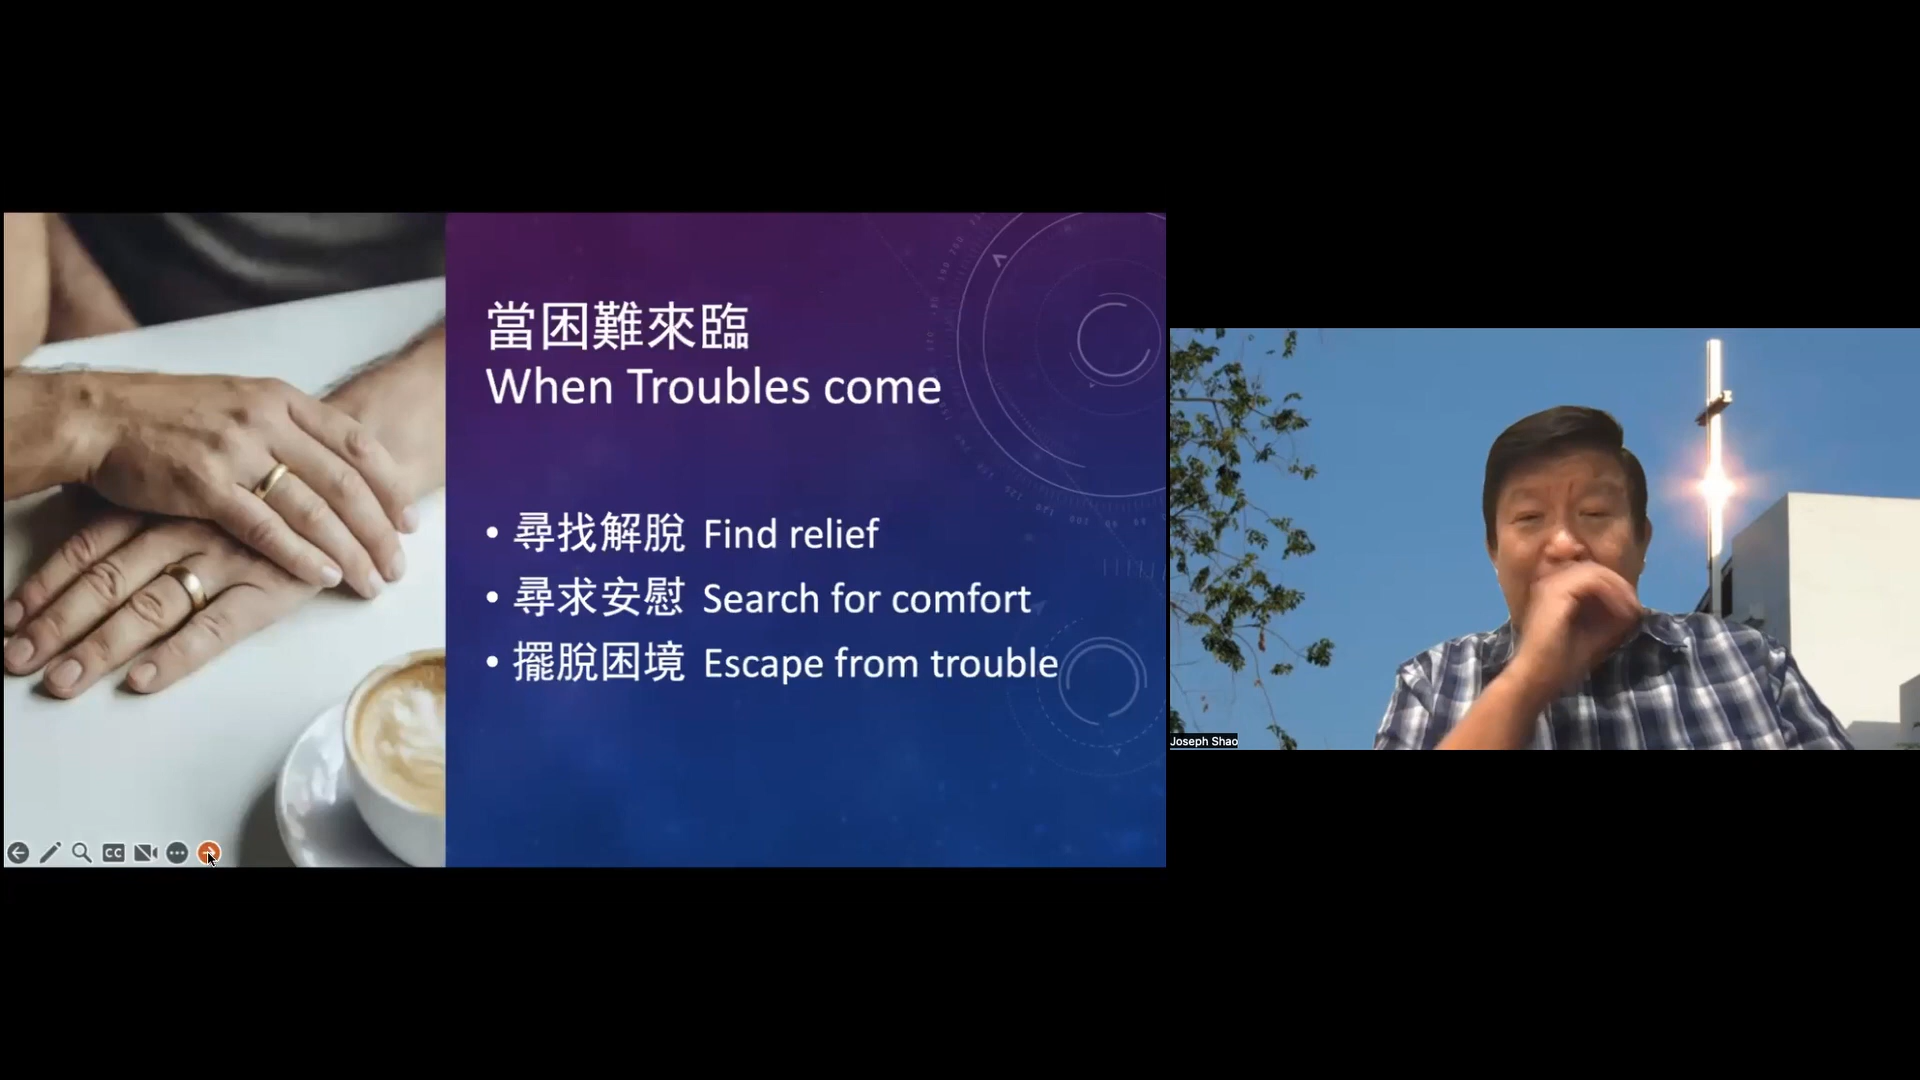 當困難來臨
When Troubles come
• 尋找解脫 Find relief
• 尋求安慰 Search for comfort
• 擺脫困境 Escape from trouble
CC
Joseph Shao